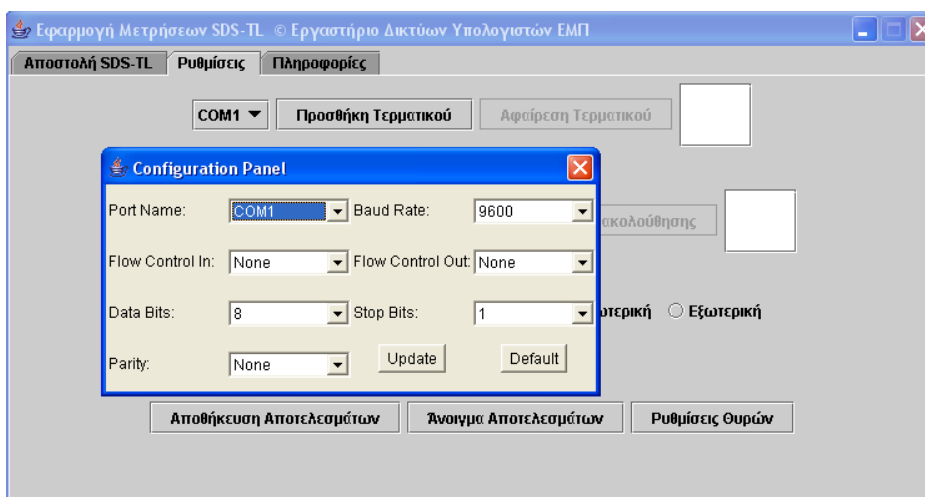 Εφαρμογή Μετρήσεων SDS-TL © Εργαστήριο Δικτύων Υπολογιστών ΕΜΠ
Αποστολή SDS-TL Ρυθμίσεις Πληροφορίες
COM1 Προσθήκη Τερματικού Αφαίρεση Τερματικού
Configuration Panel
Port Name: COM1 Baud Rate: 9600
ακολούθησης
Flow Control In: None Flow Control Out: None
Data Bits: 8 Stop Bits: 1
ωτερική Εξωτερική
Parity: None Update Default
Αποθήκευση Αποτελεσμάτων Άνοιγμα Αποτελεσμάτων Ρυθμίσεις Θυρών